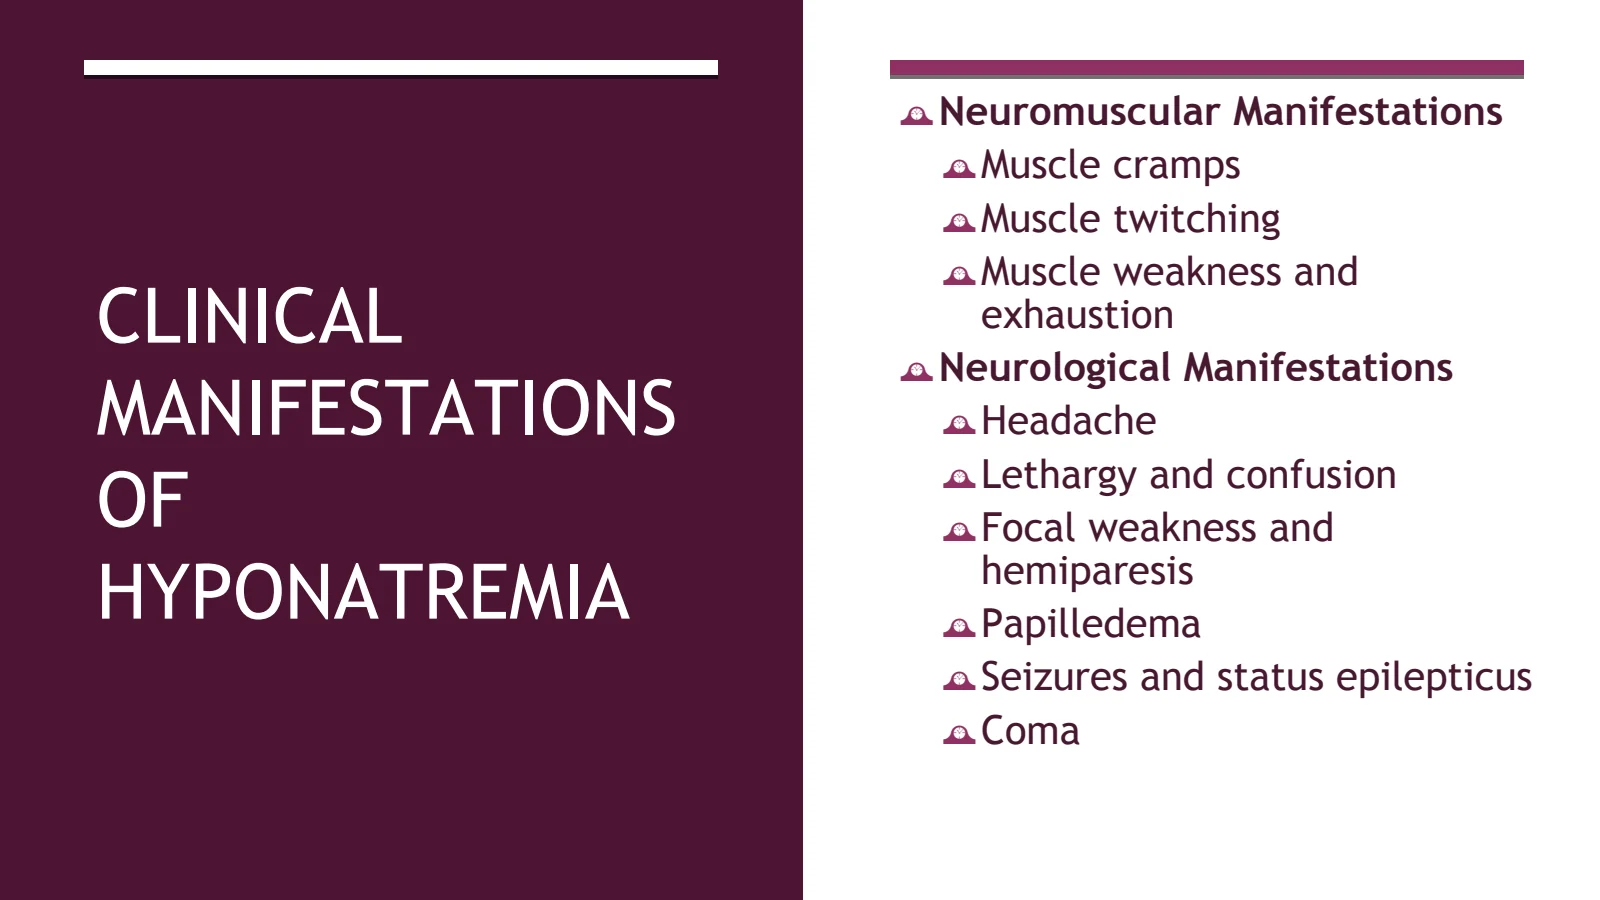 CLINICAL
MANIFESTATIONS
OF
HYPONATREMIA
Neuromuscular Manifestations
Muscle cramps
Muscle twitching
Muscle weakness and
exhaustion
Neurological Manifestations
Headache
Lethargy and confusion
Focal weakness and
hemiparesis
Papilledema
Seizures and status epilepticus
Coma